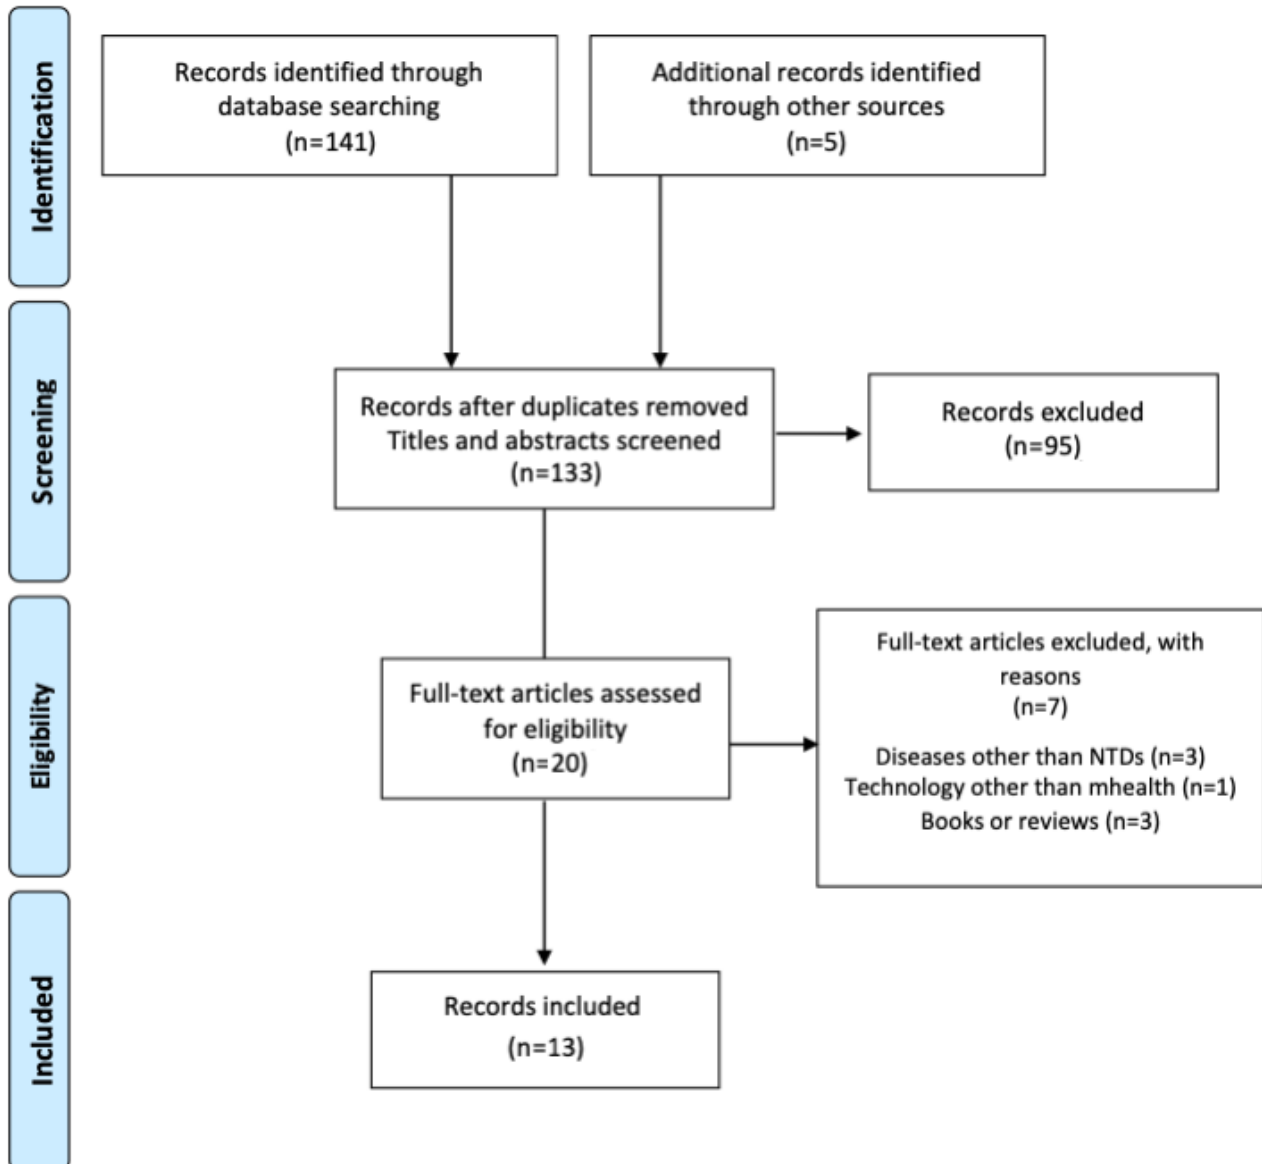 Identification
Records identified through
database searching
(n=141)
Additional records identified
through other sources
(n=5)
Screening
Records after duplicates removed
Titles and abstracts screened
(n=133)
Records excluded
(n=95)
Eligibility
Full-text articles assessed
for eligibility
(n=20)
Full-text articles excluded, with
reasons
(n=7)
Diseases other than NTDs (n=3)
Technology other than mhealth (n=1)
Books or reviews (n=3)
Included
Records included
(n=13)